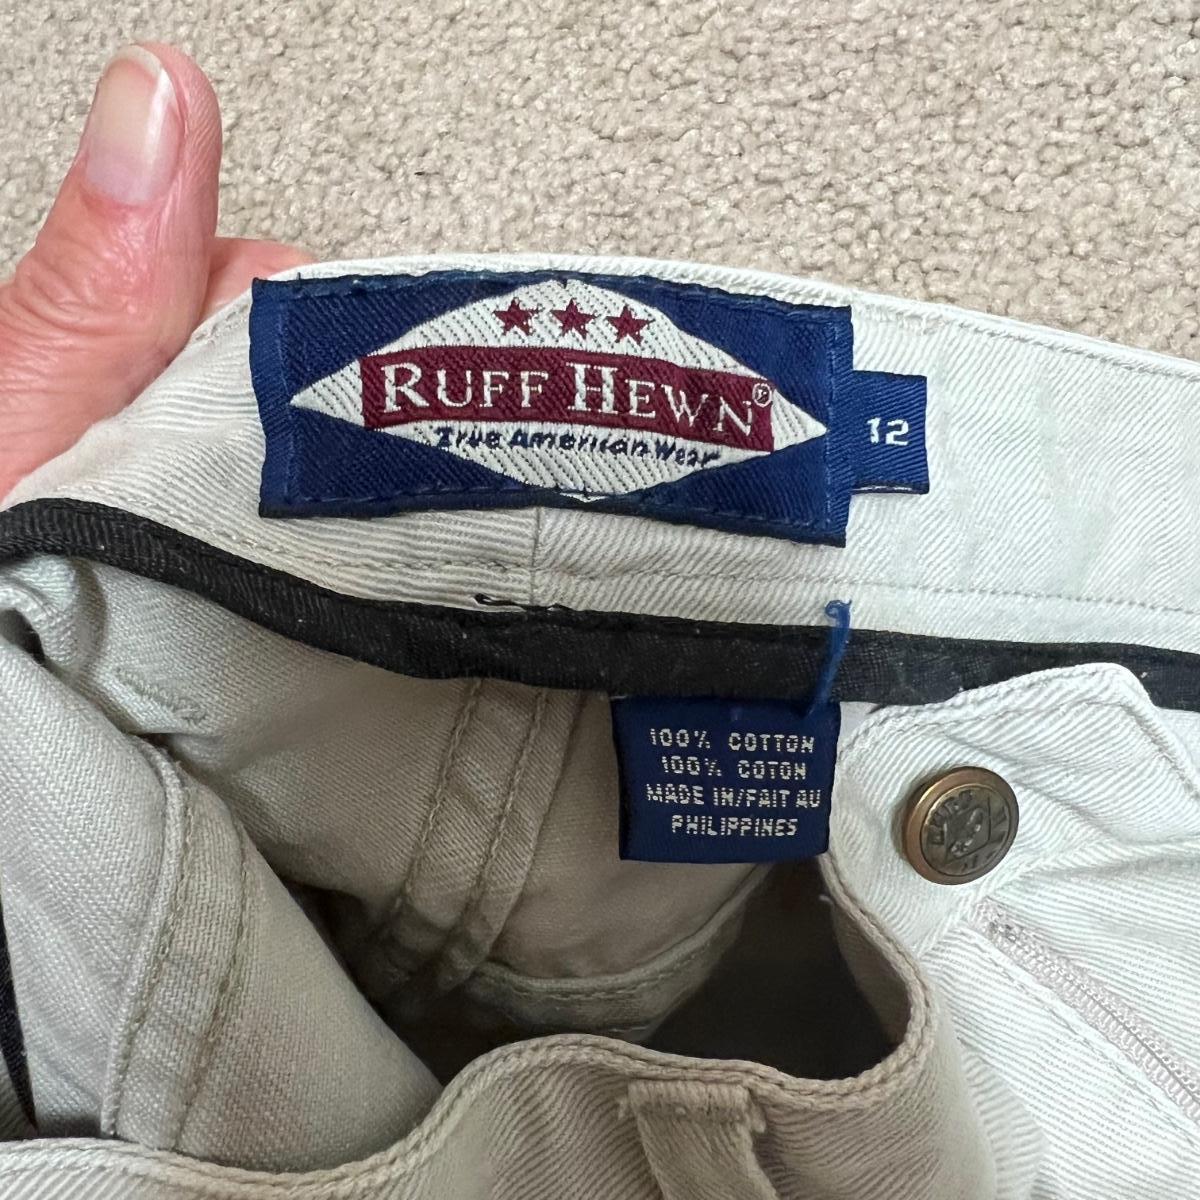 RUFF HEWN®
True American Wear
12
100% COTTON
100% COTON
MADE IN/FAIT AU
PHILIPPINES